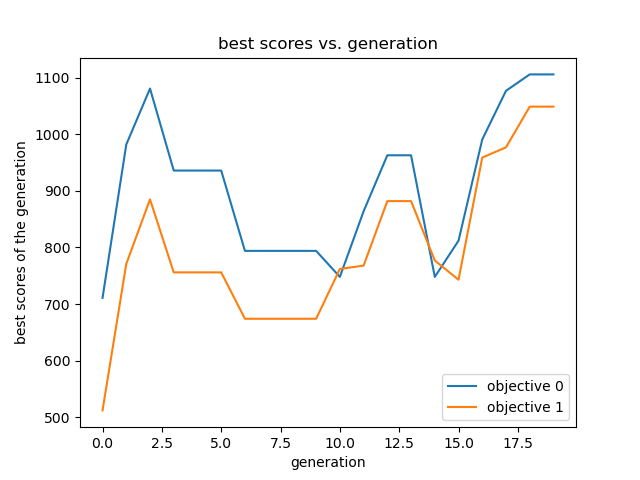 best scores vs. generation
best scores of the generation
1100
1000
900
800
700
600
500
0.0 2.5 5.0 7.5 10.0 12.5 15.0 17.5
generation
objective 0
objective 1